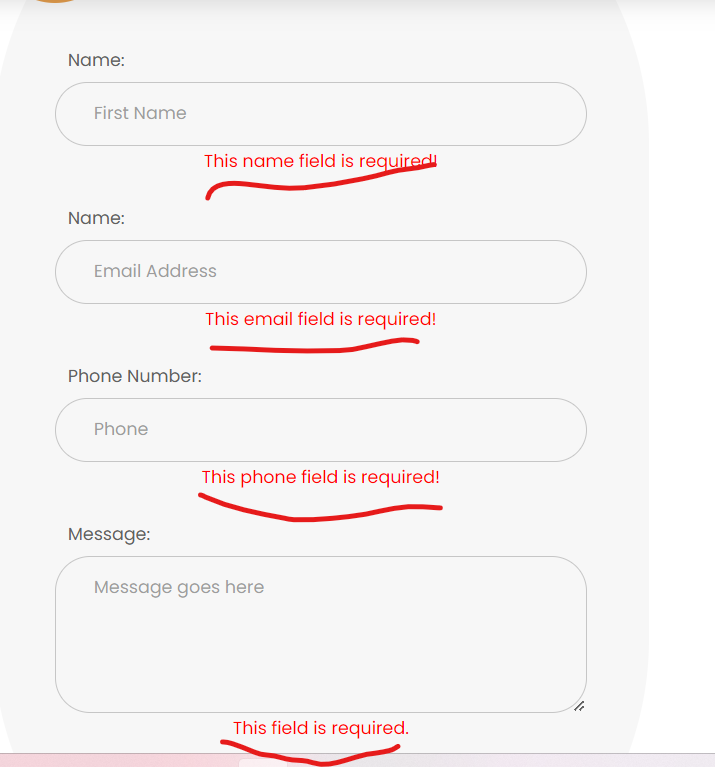 Name:
First Name
This name field is required!
Name:
Email Address
This email field is required!
Phone Number:
Phone
This phone field is required!
Message:
Message goes here
This field is required.